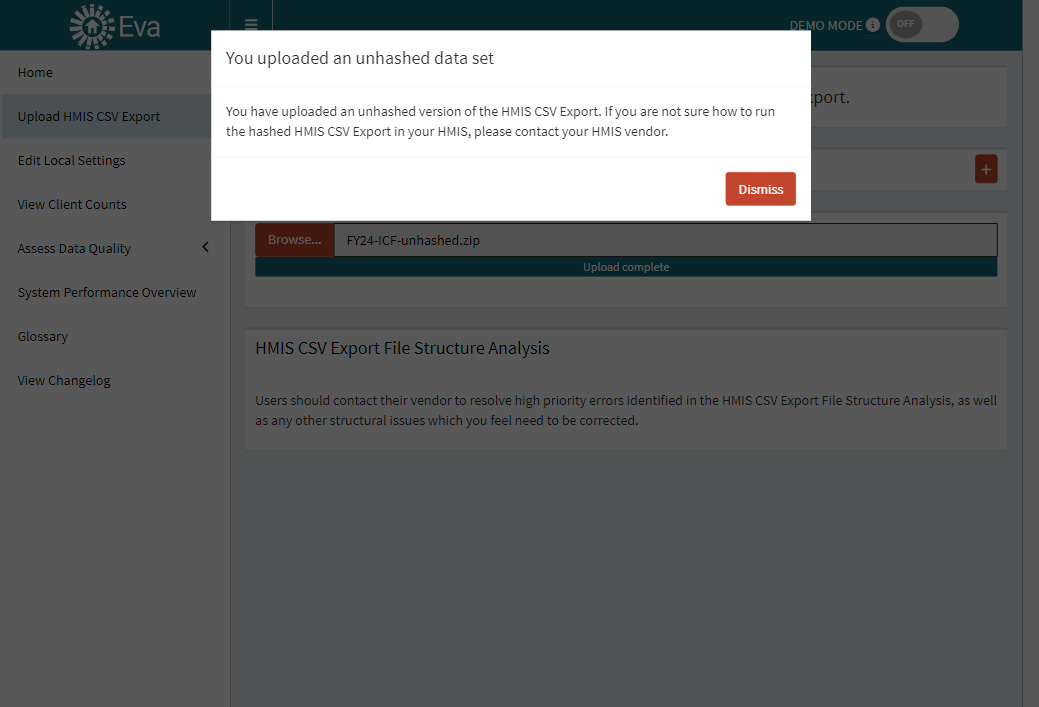 Eva
DEMO MODE
OFF
Home
Upload HMIS CSV Export
Edit Local Settings
View Client Counts
Assess Data Quality
System Performance Overview
Glossary
View Changelog
You uploaded an unhashed data set
You have uploaded an unhashed version of the HMIS CSV Export. If you are not sure how to run
the hashed HMIS CSV Export in your HMIS, please contact your HMIS vendor.
Dismiss
port.
+
Browse... FY24-ICF-unhashed.zip
Upload complete
HMIS CSV Export File Structure Analysis
Users should contact their vendor to resolve high priority errors identified in the HMIS CSV Export File Structure Analysis, as well
as any other structural issues which you feel need to be corrected.